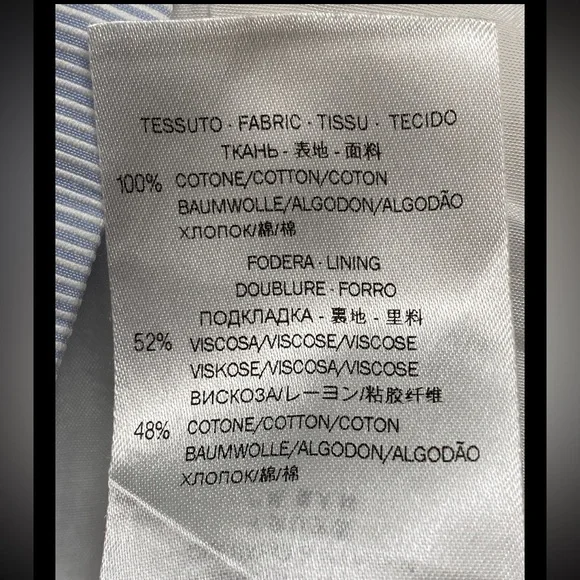 TESSUTO · FABRIC · TISSU · TECIDO
ТКАНЬ - 表地 - 面料
100% COTONE/COTTON/COTON
BAUMWOLLE/ALGODON/ALGODÃO
ХЛОПОК/綿/棉
FODERA · LINING
DOUBLURE · FORRO
ПОДКЛАДКА - 裏地 - 里料
52% VISCOSA/VISCOSE/VISCOSE
VISKOSE/VISCOSA/VISCOSE
ВИСКОЗА/レーヨン/粘胶纤维
48% COTONE/COTTON/COTON
BAUMWOLLE/ALGODON/ALGODÃO
ХЛОПОК/綿/棉